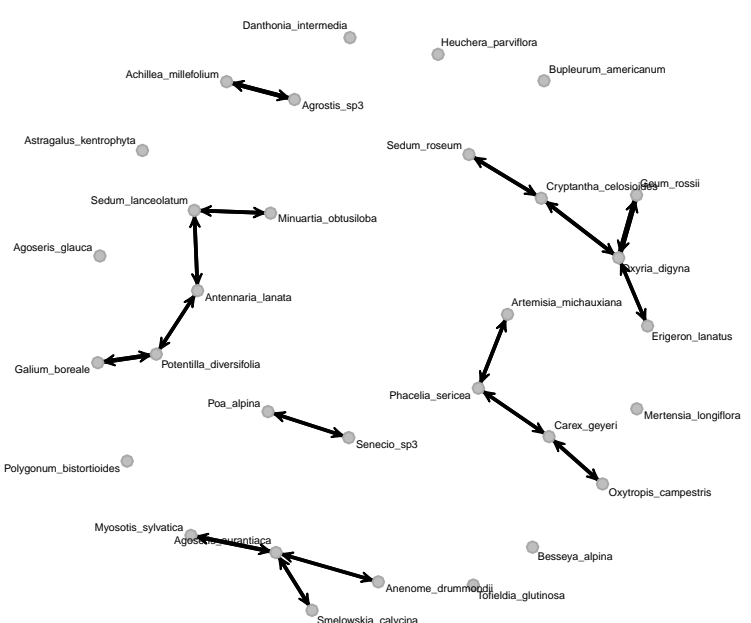 Danthonia_intermedia
Heuchera_parviflora
Bupleurum_americanum
Achillea_millefolium
Agrostis_sp3
Astragalus_kentrophyta
Sedum_roseum
Cryptantha_celosioides
Geum_rossii
Sedum_lanceolatum
Minuartia_obtusiloba
Agoseris_glauca
Oxyria_digyna
Antennaria_lanata
Artemisia_michauxiana
Erigeron_lanatus
Galium_boreale
Potentilla_diversifolia
Phacelia_sericea
Poa_alpina
Mertensia_longiflora
Carex_geyeri
Senecio_sp3
Polygonum_bistortioides
Oxytropis_campestris
Myosotis_sylvatica
Agoseris_aurantiaca
Besseya_alpina
Anenome_drummondii
Tofieldia_glutinosa
Smelowskia_calycina